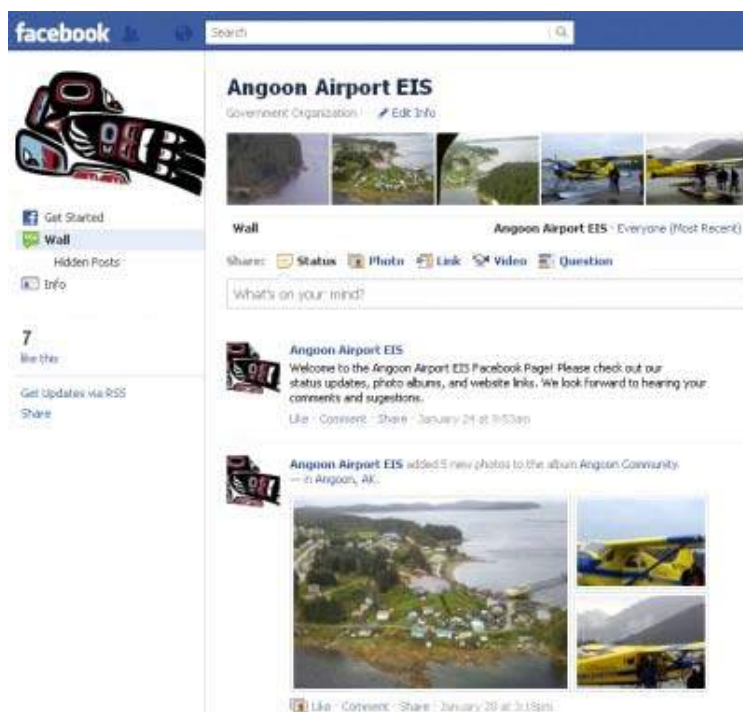 facebook
Search
Angoon Airport EIS
Government Organization · Edit Info
Get Started
Wall
Hidden Posts
Info
7
like this
Get Updates via RSS
Share
Wall
Angoon Airport EIS · Everyone (Most Recent)
Share: Status Photo Link Video Question
What's on your mind?
Angoon Airport EIS
Welcome to the Angoon Airport EIS Facebook Page! Please check out our
status updates, photo albums, and website links. We look forward to hearing your
comments and sugestions.
Like · Comment · Share · January 24 at 9:53am
Angoon Airport EIS added 5 new photos to the album Angoon Community.
— in Angoon, AK.
Like · Comment · Share · January 20 at 3:18pm